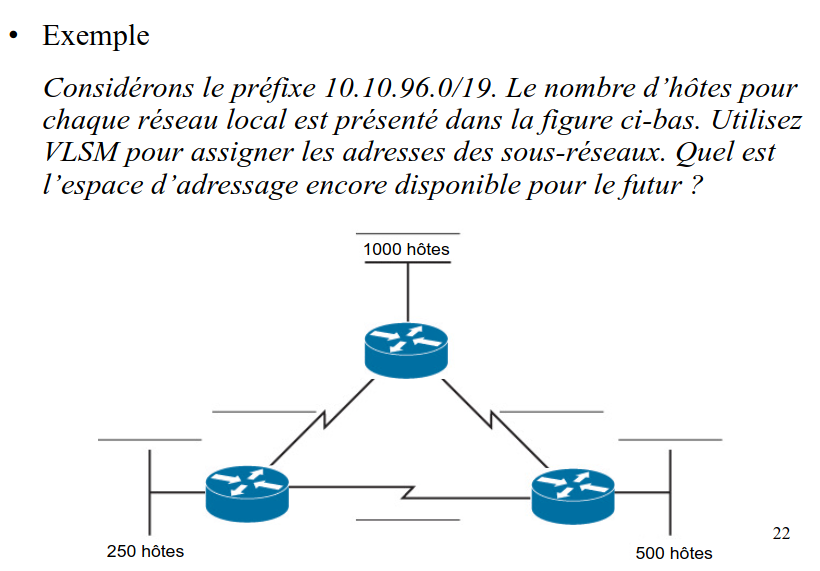 • Exemple
Considérons le préfixe 10.10.96.0/19. Le nombre d’hôtes pour
chaque réseau local est présenté dans la figure ci-bas. Utilisez
VLSM pour assigner les adresses des sous-réseaux. Quel est
l’espace d’adressage encore disponible pour le futur ?
1000 hôtes
250 hôtes
500 hôtes
22